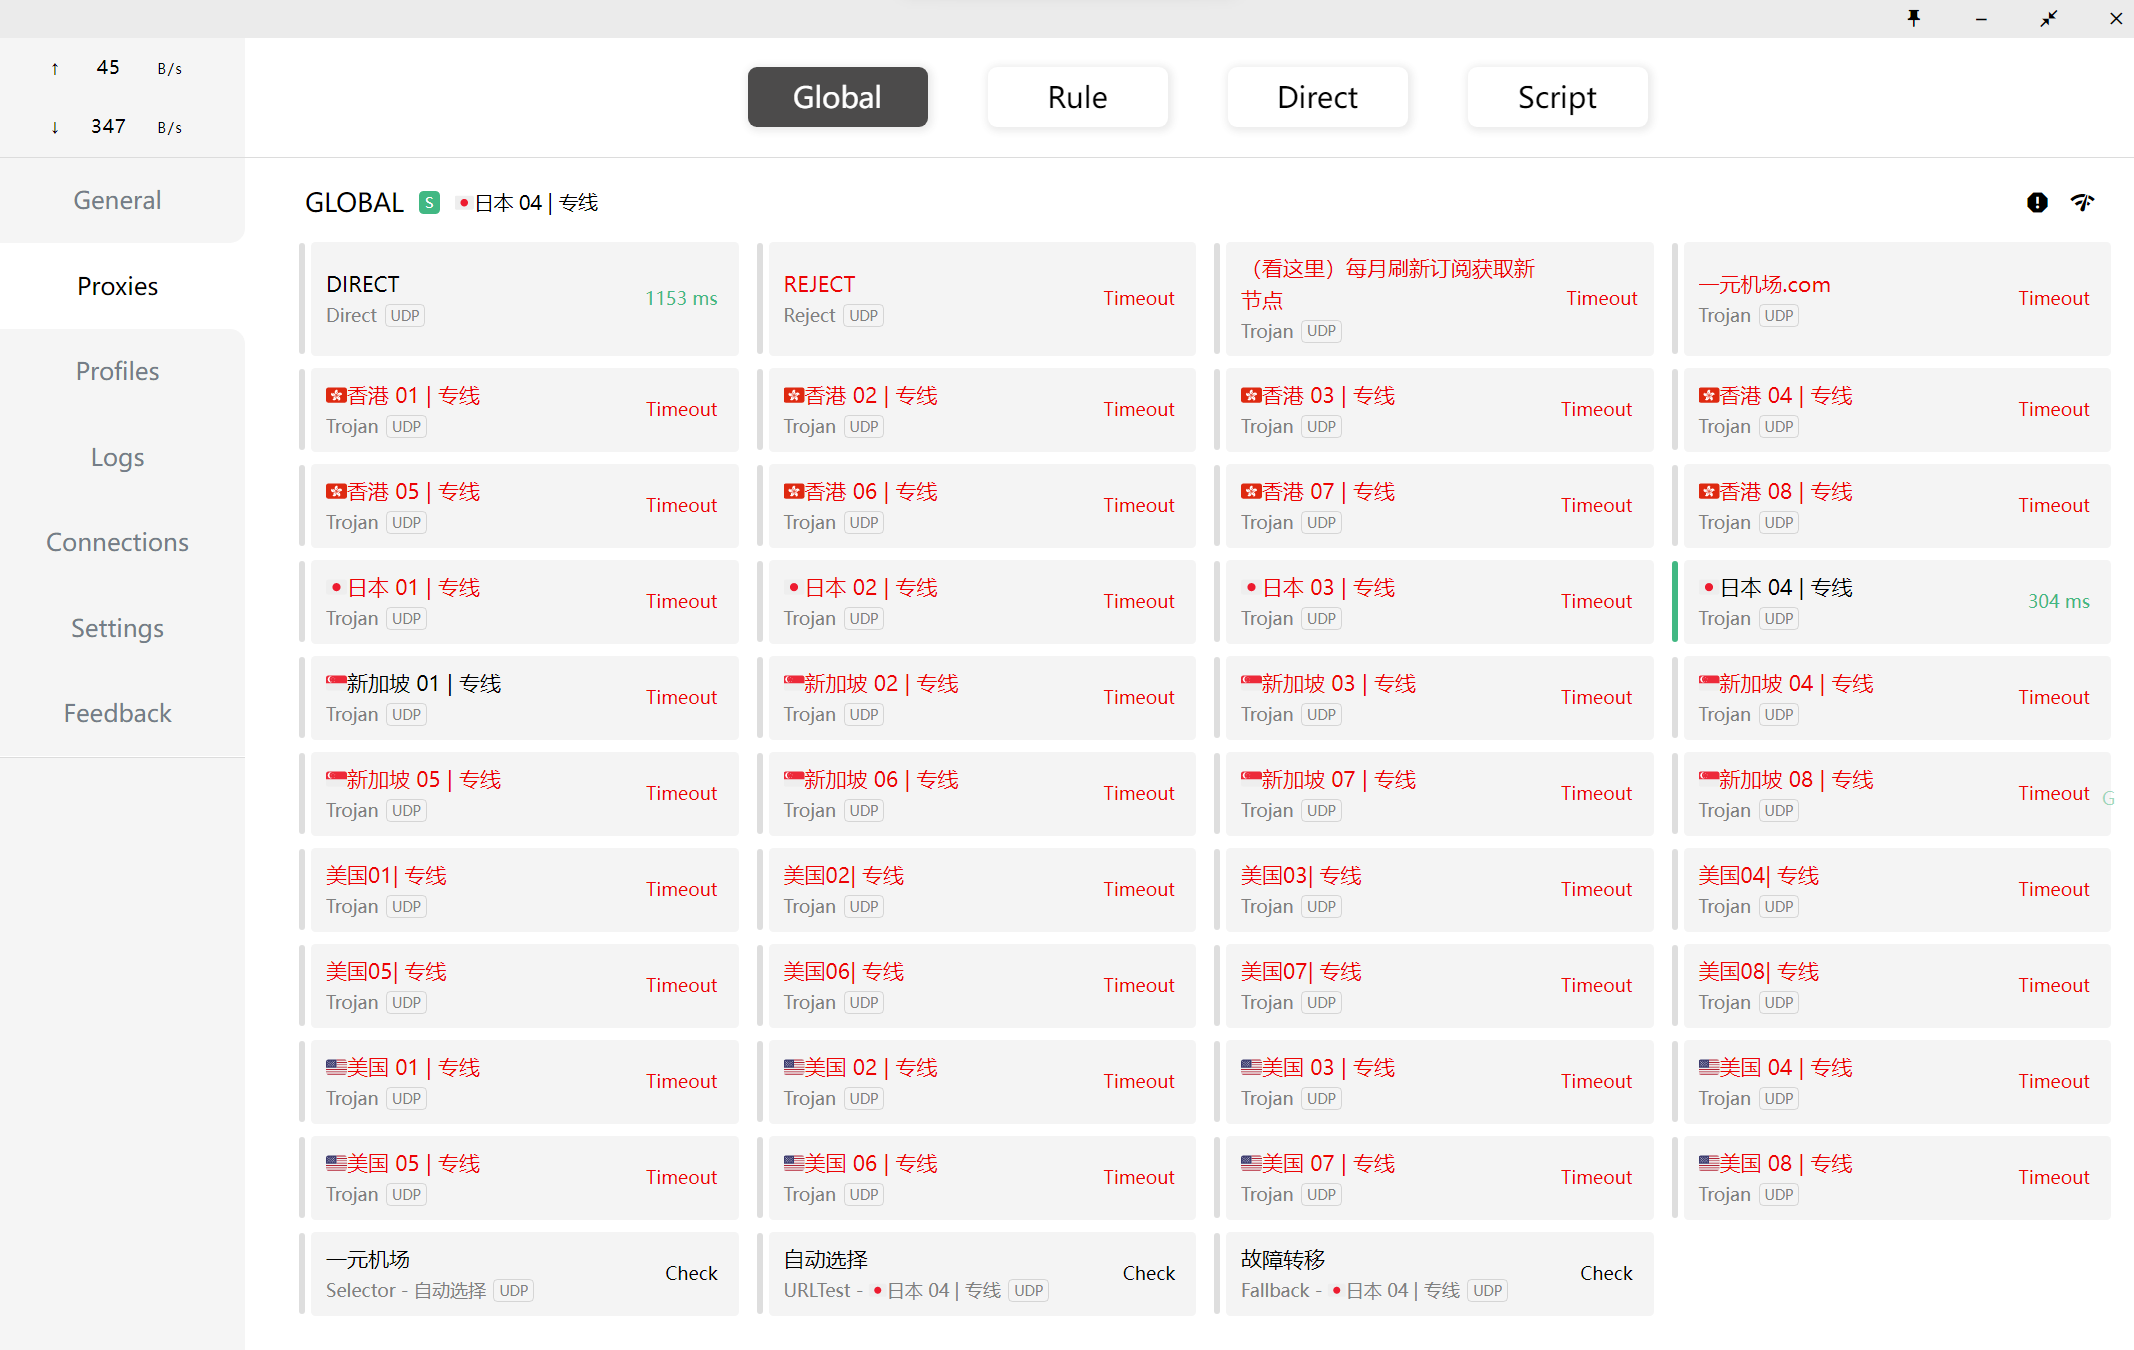 ↑ 45 B/s
↓ 347 B/s
General
Proxies
Profiles
Logs
Connections
Settings
Feedback
Global
Rule
Direct
Script
GLOBAL S 日本 04 | 专线
DIRECT
Direct UDP
1153 ms
REJECT
Reject UDP
Timeout
（看这里）每月刷新订阅获取新
节点
Trojan UDP
Timeout
一元机场.com
Trojan UDP
Timeout
香港 01 | 专线
Trojan UDP
Timeout
香港 02 | 专线
Trojan UDP
Timeout
香港 03 | 专线
Trojan UDP
Timeout
香港 04 | 专线
Trojan UDP
Timeout
香港 05 | 专线
Trojan UDP
Timeout
香港 06 | 专线
Trojan UDP
Timeout
香港 07 | 专线
Trojan UDP
Timeout
香港 08 | 专线
Trojan UDP
Timeout
日本 01 | 专线
Trojan UDP
Timeout
日本 02 | 专线
Trojan UDP
Timeout
日本 03 | 专线
Trojan UDP
Timeout
日本 04 | 专线
Trojan UDP
304 ms
新加坡 01 | 专线
Trojan UDP
Timeout
新加坡 02 | 专线
Trojan UDP
Timeout
新加坡 03 | 专线
Trojan UDP
Timeout
新加坡 04 | 专线
Trojan UDP
Timeout
新加坡 05 | 专线
Trojan UDP
Timeout
新加坡 06 | 专线
Trojan UDP
Timeout
新加坡 07 | 专线
Trojan UDP
Timeout
新加坡 08 | 专线
Trojan UDP
Timeout
G
美国01| 专线
Trojan UDP
Timeout
美国02| 专线
Trojan UDP
Timeout
美国03| 专线
Trojan UDP
Timeout
美国04| 专线
Trojan UDP
Timeout
美国05| 专线
Trojan UDP
Timeout
美国06| 专线
Trojan UDP
Timeout
美国07| 专线
Trojan UDP
Timeout
美国08| 专线
Trojan UDP
Timeout
美国 01 | 专线
Trojan UDP
Timeout
美国 02 | 专线
Trojan UDP
Timeout
美国 03 | 专线
Trojan UDP
Timeout
美国 04 | 专线
Trojan UDP
Timeout
美国 05 | 专线
Trojan UDP
Timeout
美国 06 | 专线
Trojan UDP
Timeout
美国 07 | 专线
Trojan UDP
Timeout
美国 08 | 专线
Trojan UDP
Timeout
一元机场
Selector - 自动选择 UDP
Check
自动选择
URLTest - 日本 04 | 专线 UDP
Check
故障转移
Fallback - 日本 04 | 专线 UDP
Check